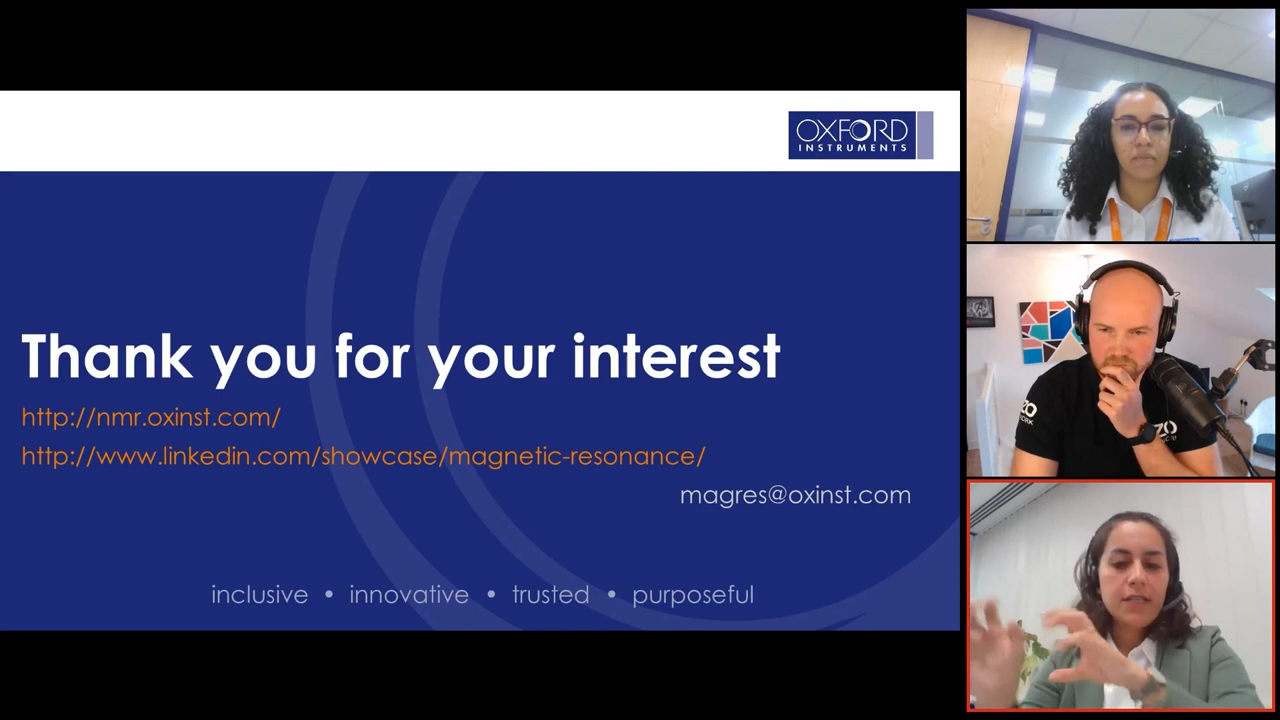 OXFORD
INSTRUMENTS
Thank you for your interest
http://nmr.oxinst.com/
http://www.linkedin.com/showcase/magnetic-resonance/
magres@oxinst.com
inclusive • innovative • trusted • purposeful
ZO